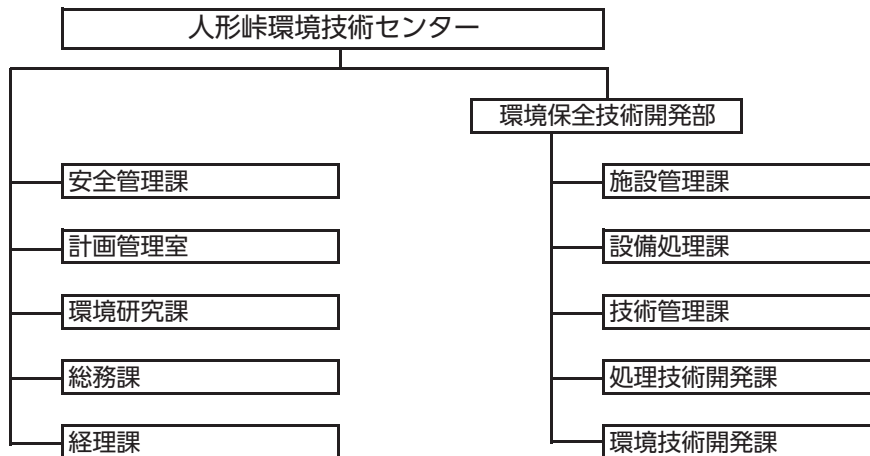 人形峠環境技術センター
環境保全技術開発部
安全管理課
計画管理室
環境研究課
総務課
経理課
施設管理課
設備処理課
技術管理課
処理技術開発課
環境技術開発課